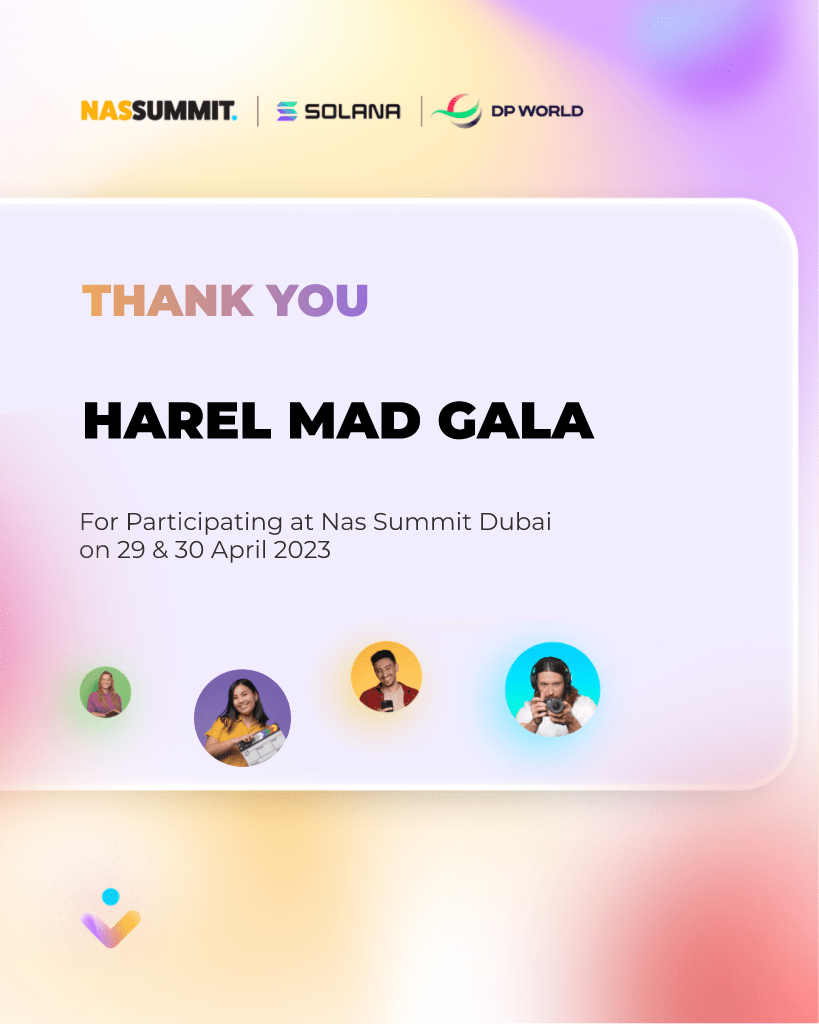 NASSUMMIT. | SOLANA | DP WORLD
THANK YOU
HAREL MAD GALA
For Participating at Nas Summit Dubai
on 29 & 30 April 2023